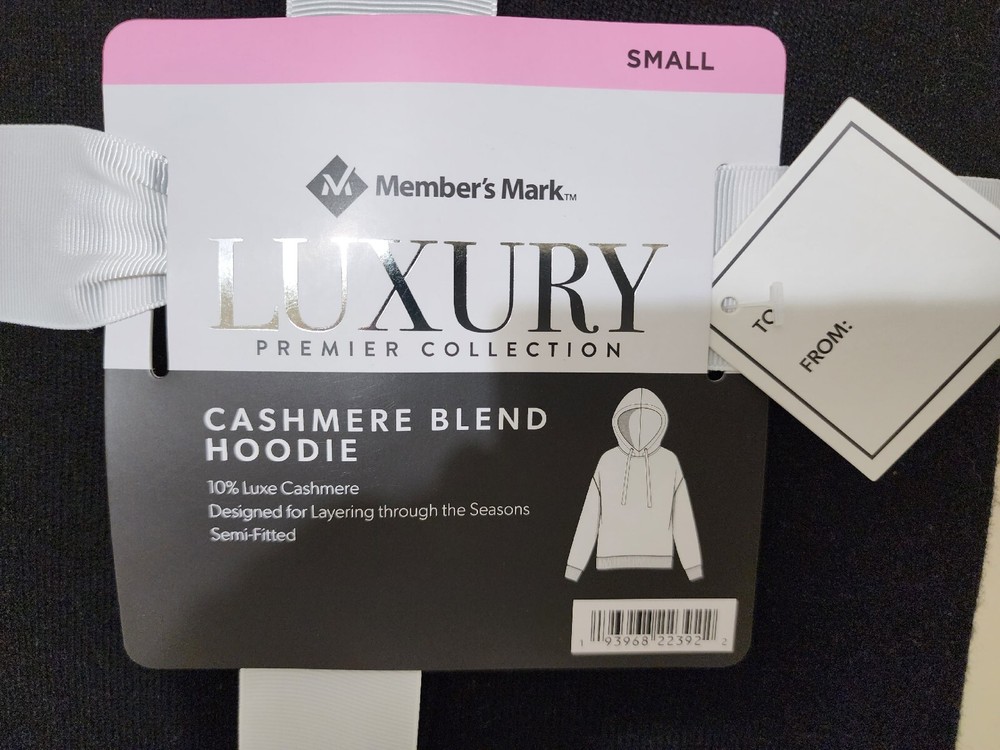 SMALL
Member's Mark™
LUXURY
PREMIER COLLECTION
CASHMERE BLEND
HOODIE
10% Luxe Cashmere
Designed for Layering through the Seasons
Semi-Fitted
1 93968 22392 2
TO
FROM: